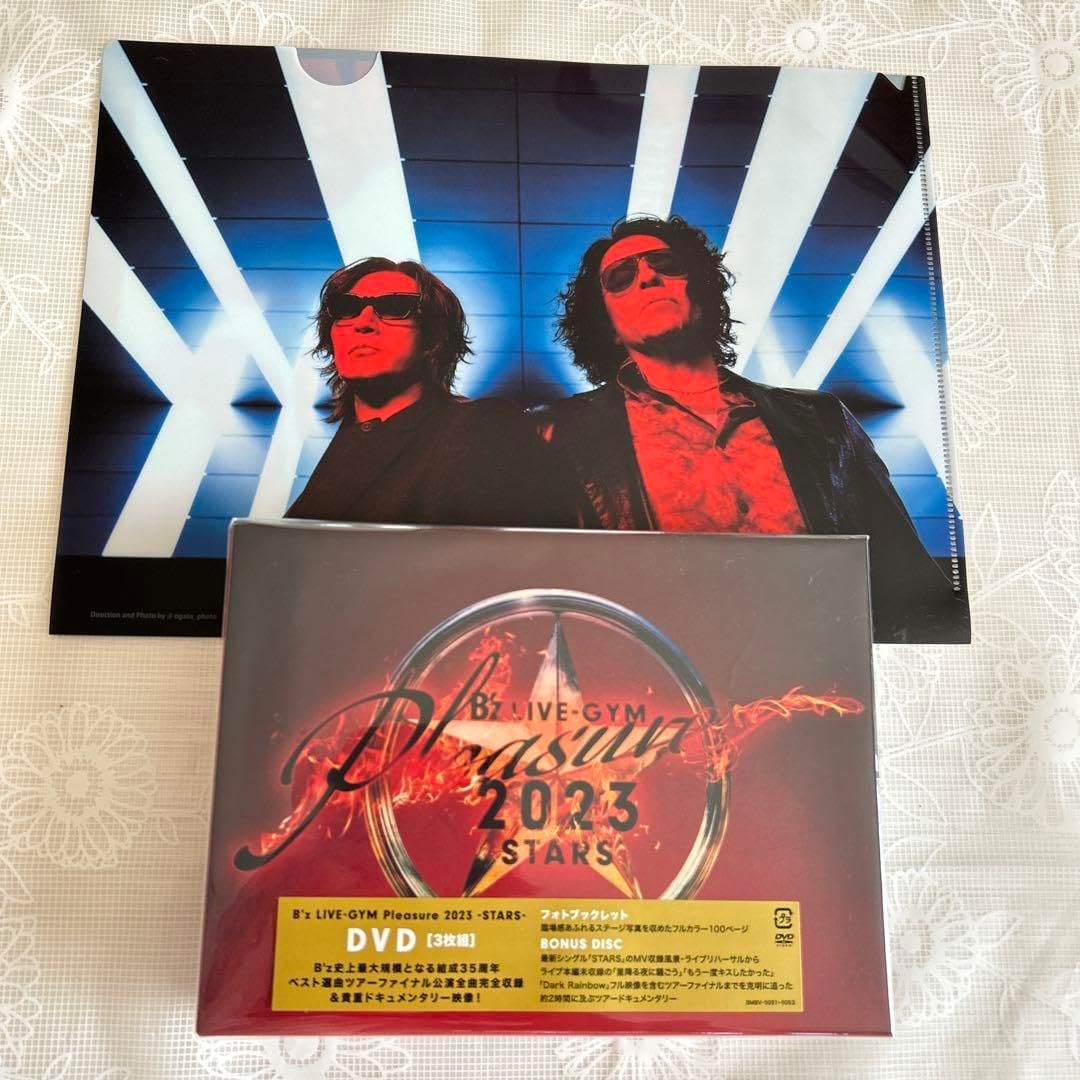 Direction and Photo by @ogata_photo
B'z LIVE-GYM
Pleasure
2023
STARS
B'z LIVE-GYM Pleasure 2023 -STARS-
DVD [3枚組]
B'z史上最大規模となる結成35周年
ベスト選曲ツアーファイナル公演全曲完全収録
&貴重ドキュメンタリー映像!
フォトブックレット
臨場感あふれるステージ写真を収めたフルカラー100ページ
BONUS DISC
最新シングル「STARS」のMV収録風景・ライブリハーサルから
ライブ本編未収録の「星降る夜に騒ごう」「もう一度キスしたかった」
「Dark Rainbow」フル映像を含むツアーファイナルまでを克明に追った
約2時間に及ぶツアードキュメンタリー
DVD
VIDEO
BMBV-5051~5053